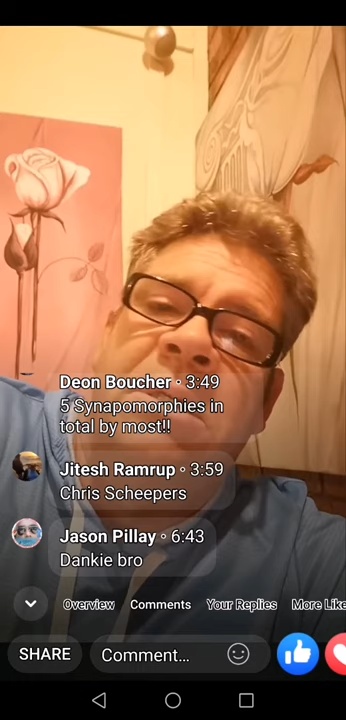 Deon Boucher • 3:49
5 Synapomorphies in
total by most!!
Jitesh Ramrup • 3:59
Chris Scheepers
Jason Pillay • 6:43
Dankie bro
Overview Comments Your Replies More Like
SHARE Comment...